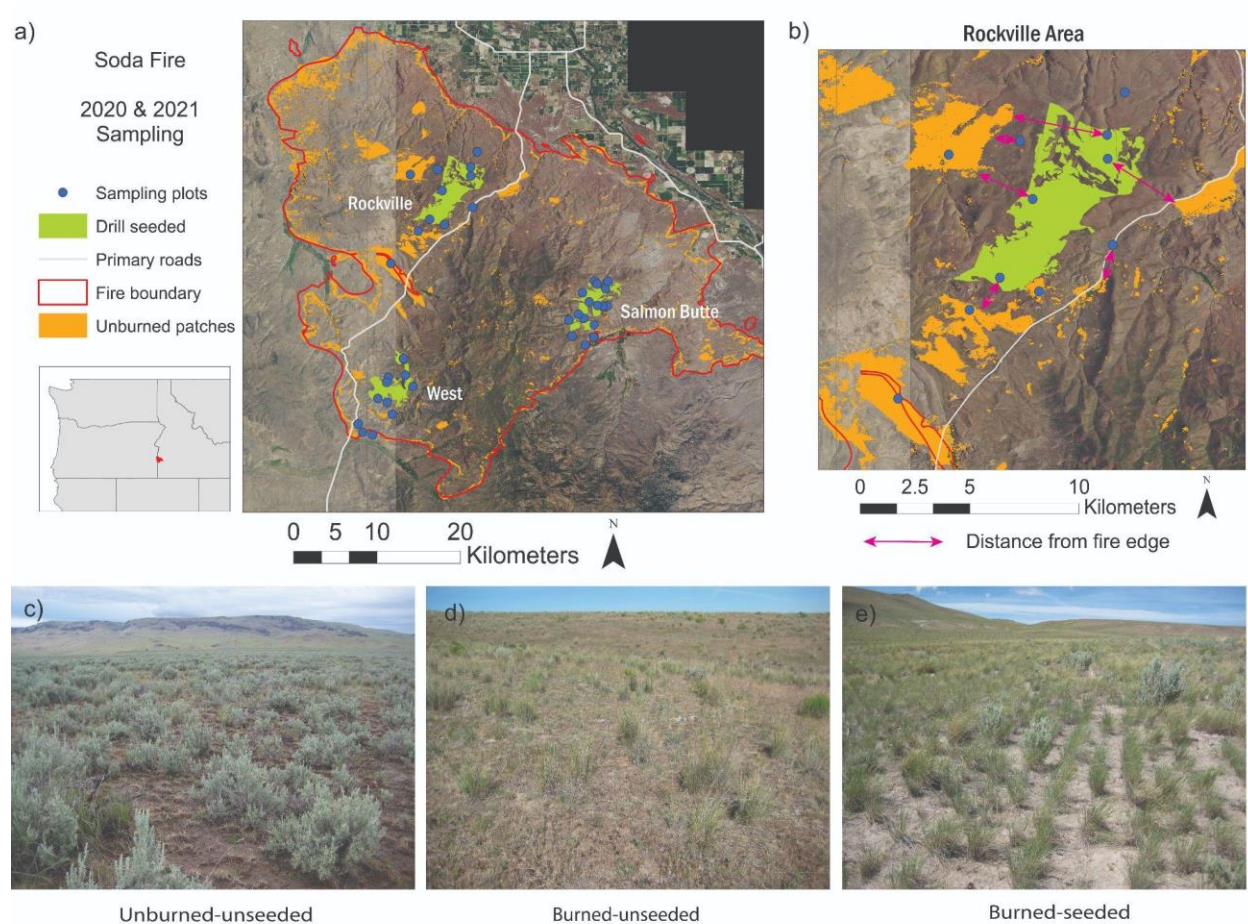 a)
Soda Fire
2020 & 2021
Sampling
Sampling plots
Drill seeded
Primary roads
Fire boundary
Unburned patches
Rockville
Salmon Butte
West
0 5 10 20
Kilometers
N
b)
Rockville Area
0 2.5 5 10
Kilometers
N
Distance from fire edge
c)
d)
e)
Unburned-unseeded
Burned-unseeded
Burned-seeded